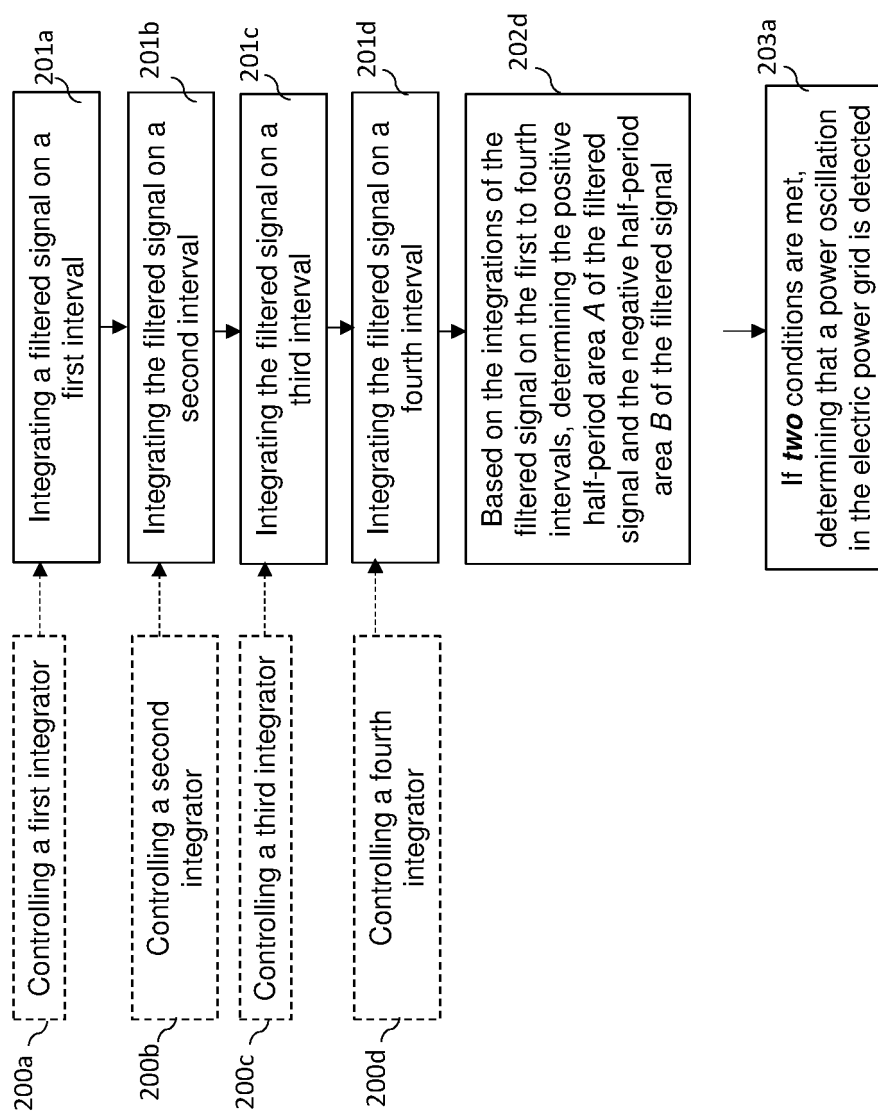 200a
Controlling a first integrator
201a
Integrating a filtered signal on a
first interval
200b
Controlling a second
integrator
201b
Integrating the filtered signal on a
second interval
200c
Controlling a third integrator
201c
Integrating the filtered signal on a
third interval
200d
Controlling a fourth
integrator
201d
Integrating the filtered signal on a
fourth interval
202d
Based on the integrations of the
filtered signal on the first to fourth
intervals, determining the positive
half-period area A of the filtered
signal and the negative half-period
area B of the filtered signal
203a
If two conditions are met,
determining that a power oscillation
in the electric power grid is detected